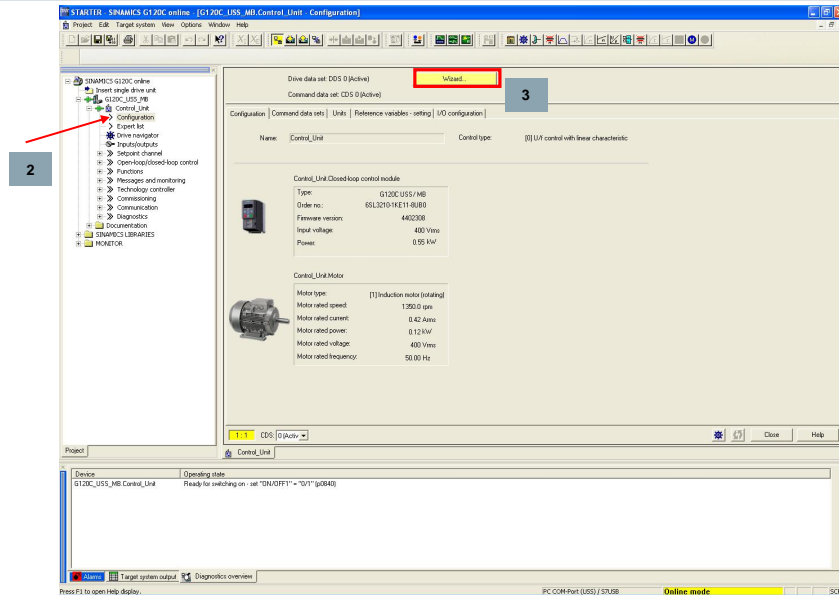 STARTER - SINAMICS G120C online - [G120C_USS_MB.Control_Unit - Configuration]
Project Edit Target system View Options Window Help
SINAMICS G120C online
Insert single drive unit
G120C_USS_MB
Control_Unit
Configuration
Expert list
Drive navigator
Inputs/outputs
Setpoint channel
Open-loop/closed-loop control
Functions
Messages and monitoring
Technology controller
Commissioning
Communication
Diagnostics
Documentation
SINAMICS LIBRARIES
MONITOR
2
Project
Drive data set: DDS 0 (Active)
Wizard...
3
Command data set: CDS 0 (Active)
Configuration Command data sets Units Reference variables - setting I/O configuration
Name: Control_Unit Control type: [0] U/f control with linear characteristic
Control_Unit.Closed-loop control module
Type: G120C USS/MB
Order no.: 6SL3210-1KE11-8UB0
Firmware version: 4402308
Input voltage: 400 Vrms
Power: 0.55 kW
Control_Unit.Motor
Motor type: [1] Induction motor (rotating)
Motor rated speed: 1350.0 rpm
Motor rated current: 0.42 Arms
Motor rated power: 0.12 kW
Motor rated voltage: 400 Vrms
Motor rated frequency: 50.00 Hz
1:1 CDS: 0 (Activ
Close Help
Control_Unit
Device Operating state
G120C_USS_MB.Control_Unit Ready for switching on - set "ON/OFF1" = "0/1" (p0840)
Alarms Target system output Diagnostics overview
Press F1 to open Help display. PC COM-Port (USS) / S7USB Online mode